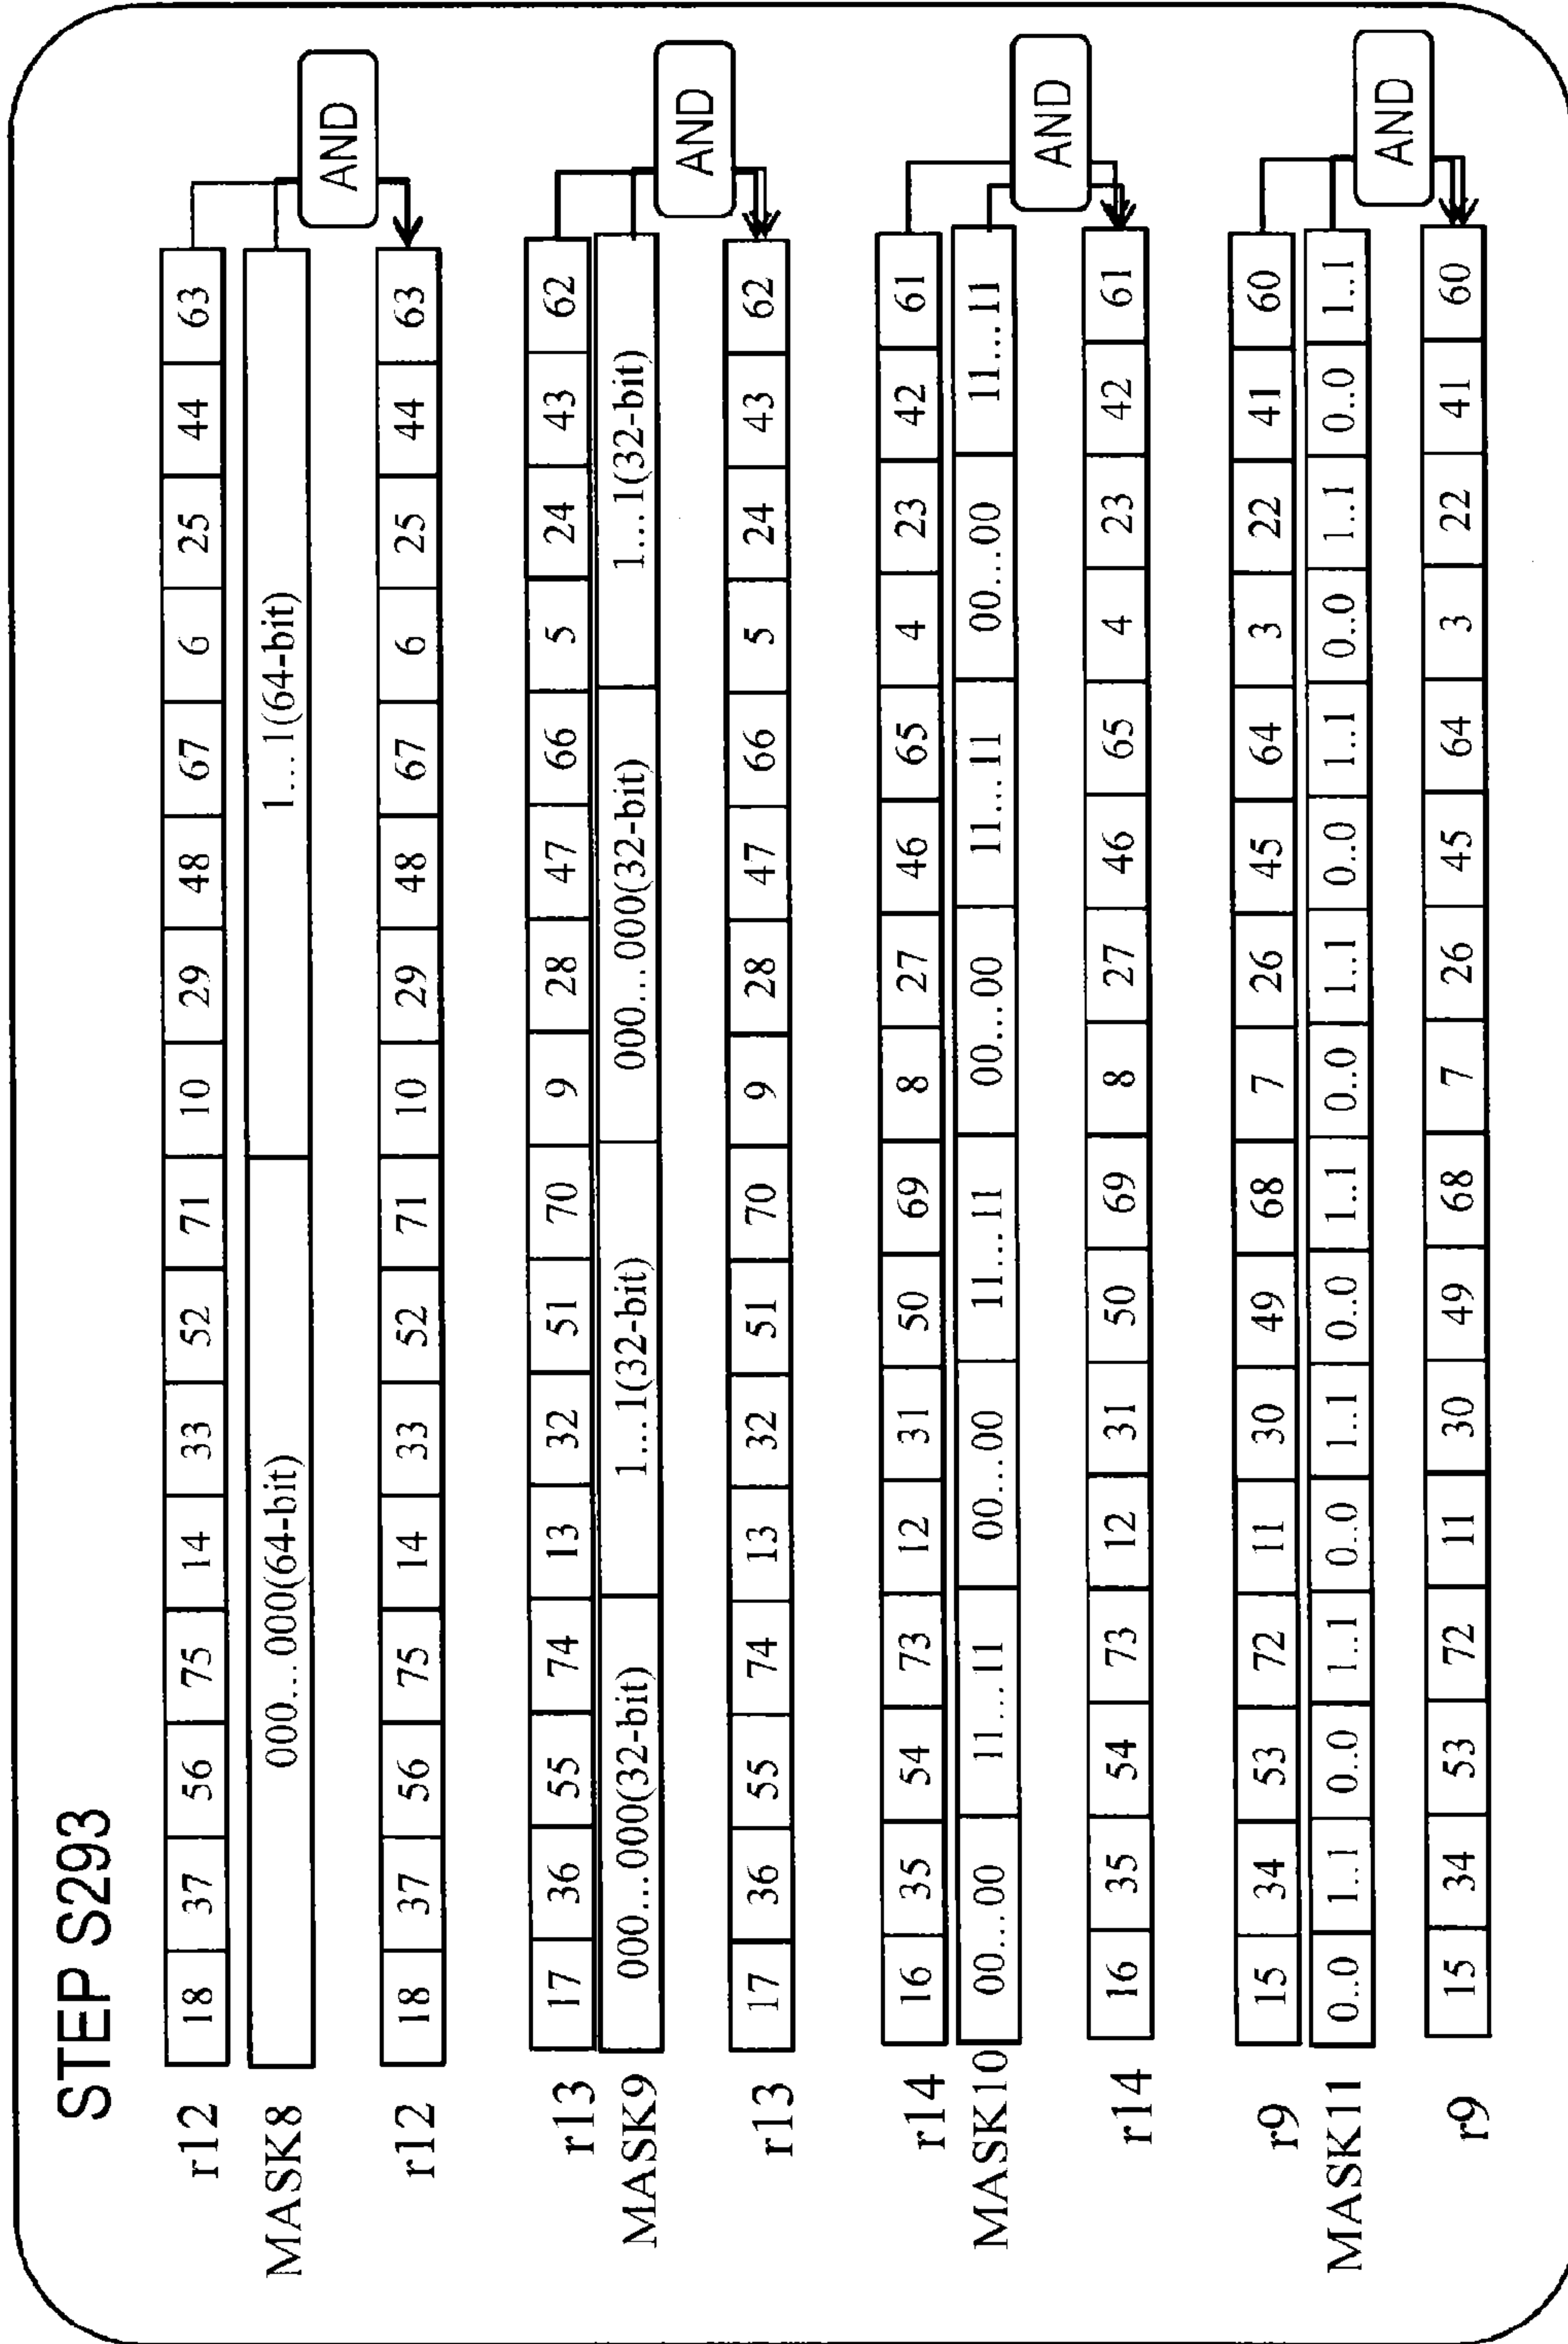 STEP S293
r12 18 37 56 75 14 33 52 71 10 29 48 67 6 25 44 63
MASK8 000...000(64-bit) 1...1(64-bit)
AND
r12 18 37 56 75 14 33 52 71 10 29 48 67 6 25 44 63
r13 17 36 55 74 13 32 51 70 9 28 47 66 5 24 43 62
MASK9 000...000(32-bit) 1...1(32-bit) 000...000(32-bit) 1...1(32-bit)
AND
r13 17 36 55 74 13 32 51 70 9 28 47 66 5 24 43 62
r14 16 35 54 73 12 31 50 69 8 27 46 65 4 23 42 61
MASK10 00...00 11...11 00...00 11...11 00...00 11...11 00...00 11...11
AND
r14 16 35 54 73 12 31 50 69 8 27 46 65 4 23 42 61
r9 15 34 53 72 11 30 49 68 7 26 45 64 3 22 41 60
MASK11 0..0 1..1 0..0 1..1 0..0 1..1 0..0 1..1 0..0 1..1 0..0 1..1 0..0 1..1 0..0 1..1
AND
r9 15 34 53 72 11 30 49 68 7 26 45 64 3 22 41 60